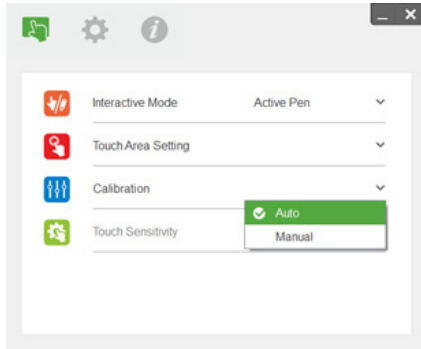 Interactive Mode Active Pen
Touch Area Setting
Calibration
Auto
Touch Sensitivity
Manual